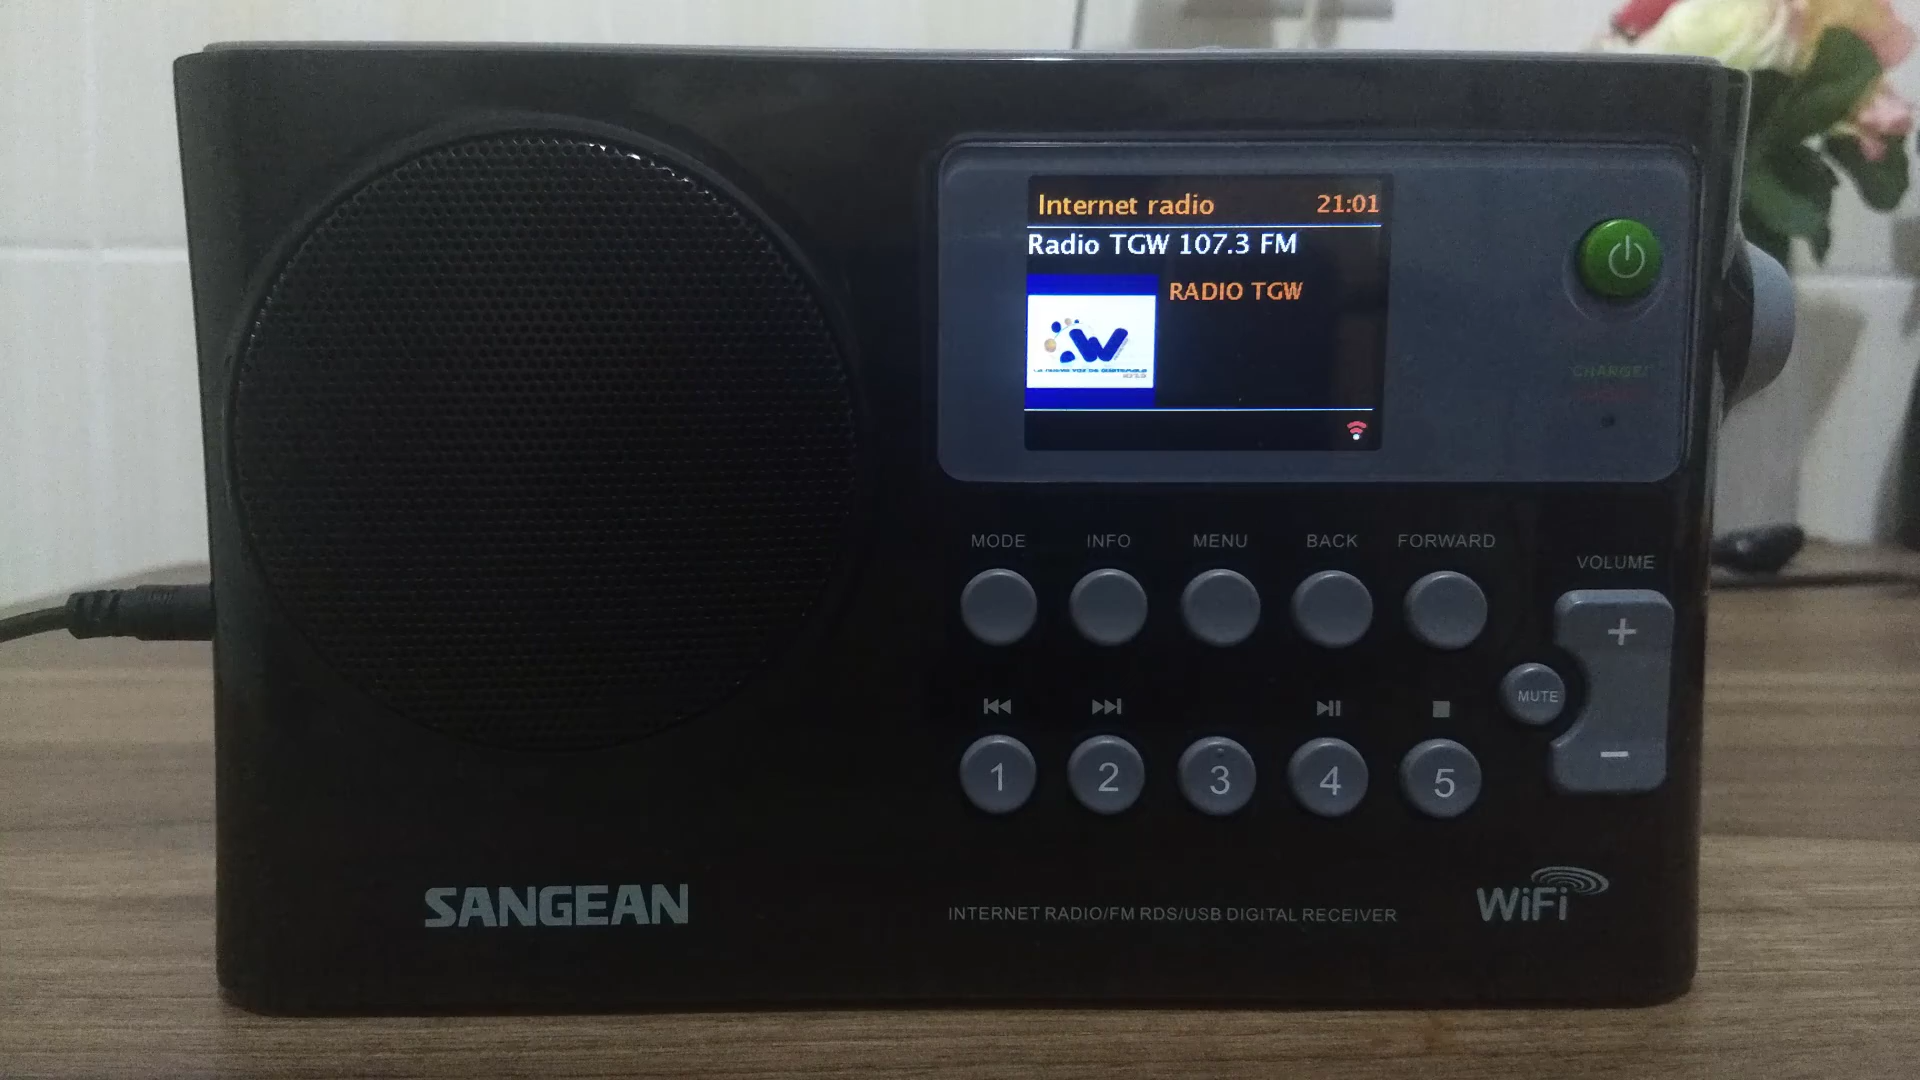 Internet radio 21:01
Radio TGW 107.3 FM
RADIO TGW
W
CHARGE/
MODE INFO MENU BACK FORWARD
VOLUME
+
MUTE
−
1 2 3 4 5
SANGEAN
INTERNET RADIO/FM RDS/USB DIGITAL RECEIVER
WiFi